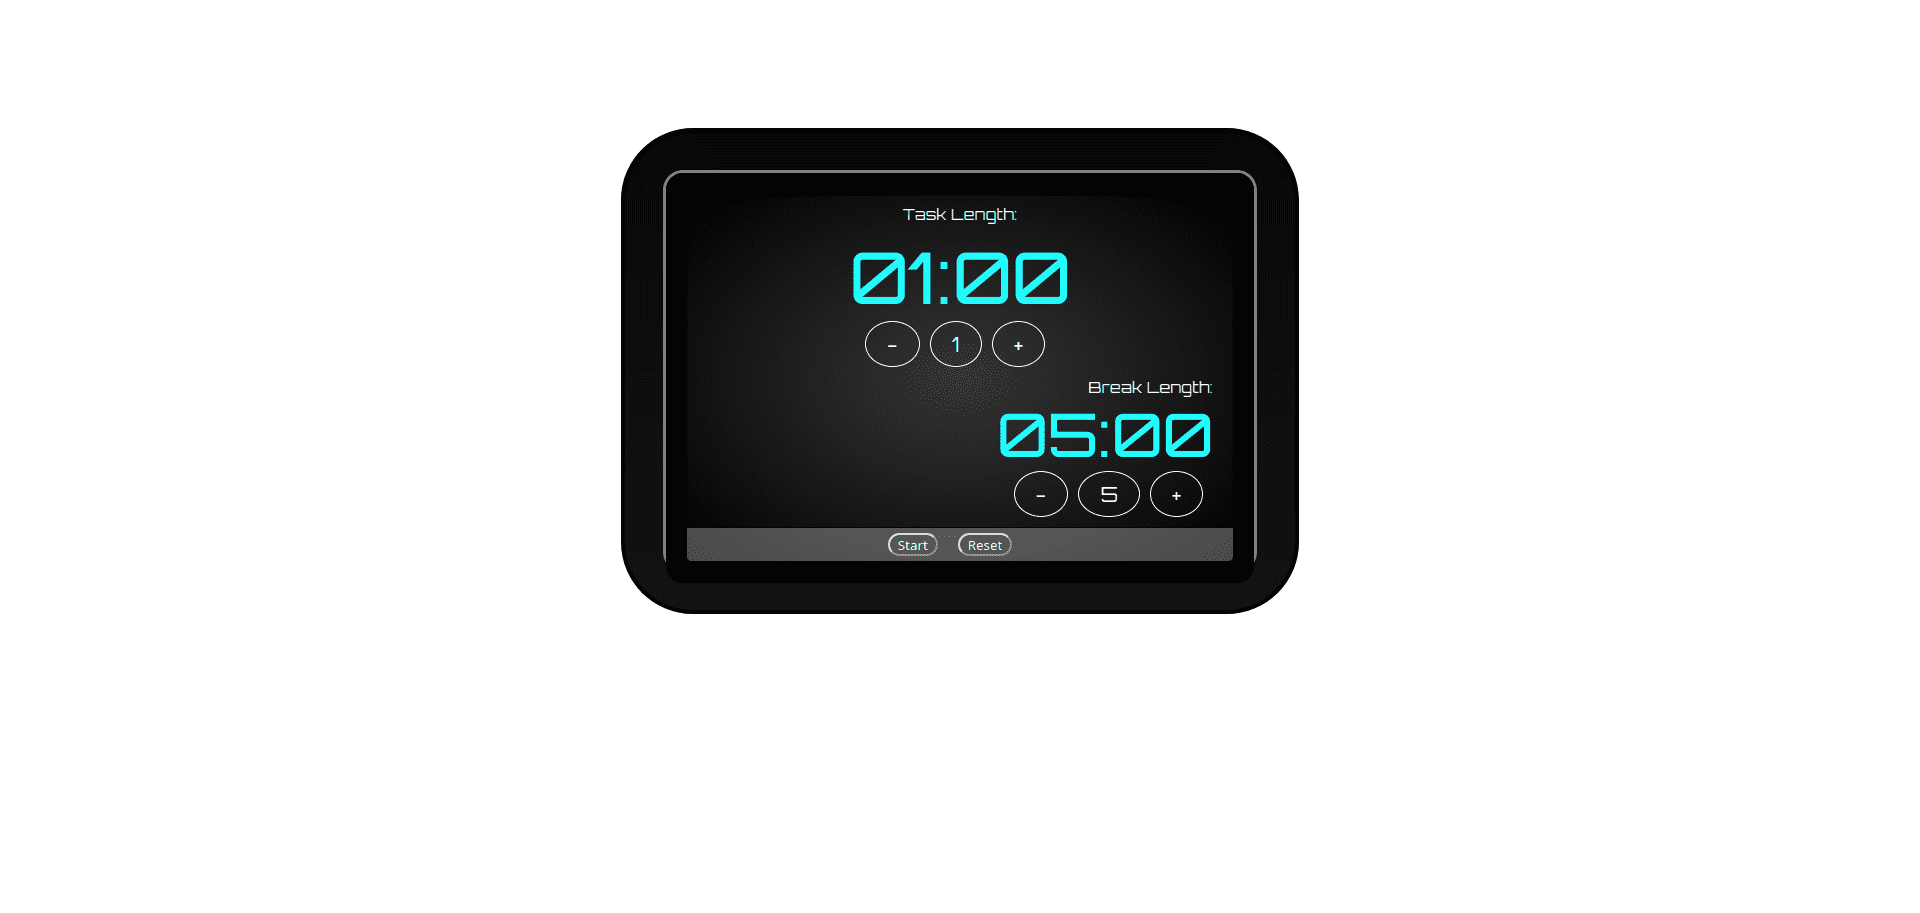 Task Length:
01:00
- 1 +
Break Length:
05:00
- 5 +
Start Reset